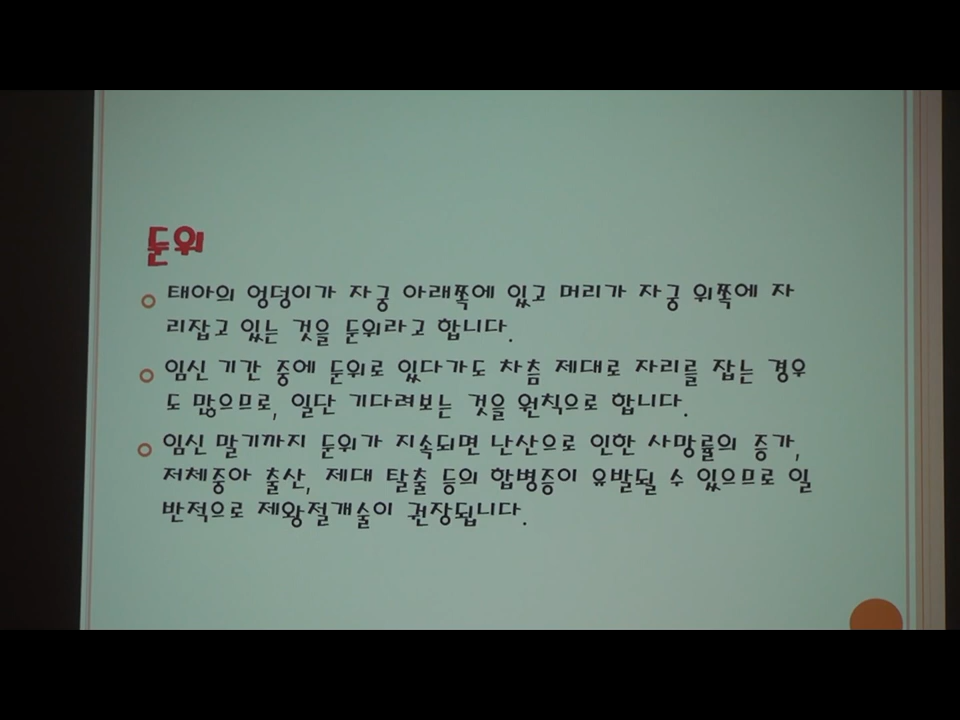 둔위
태아의 엉덩이가 자궁 아래쪽에 있고 머리가 자궁 위쪽에 자
리잡고 있는 것을 둔위라고 합니다.
임신 기간 중에 둔위로 있다가도 차츰 제대로 자리를 잡는 경우
도 많으므로, 일단 기다려보는 것을 원칙으로 합니다.
임신 말기까지 둔위가 지속되면 난산으로 인한 사망률의 증가,
저체중아 출산, 제대 탈출 등의 합병증이 유발될 수 있으므로 일
반적으로 제왕절개술이 권장됩니다.